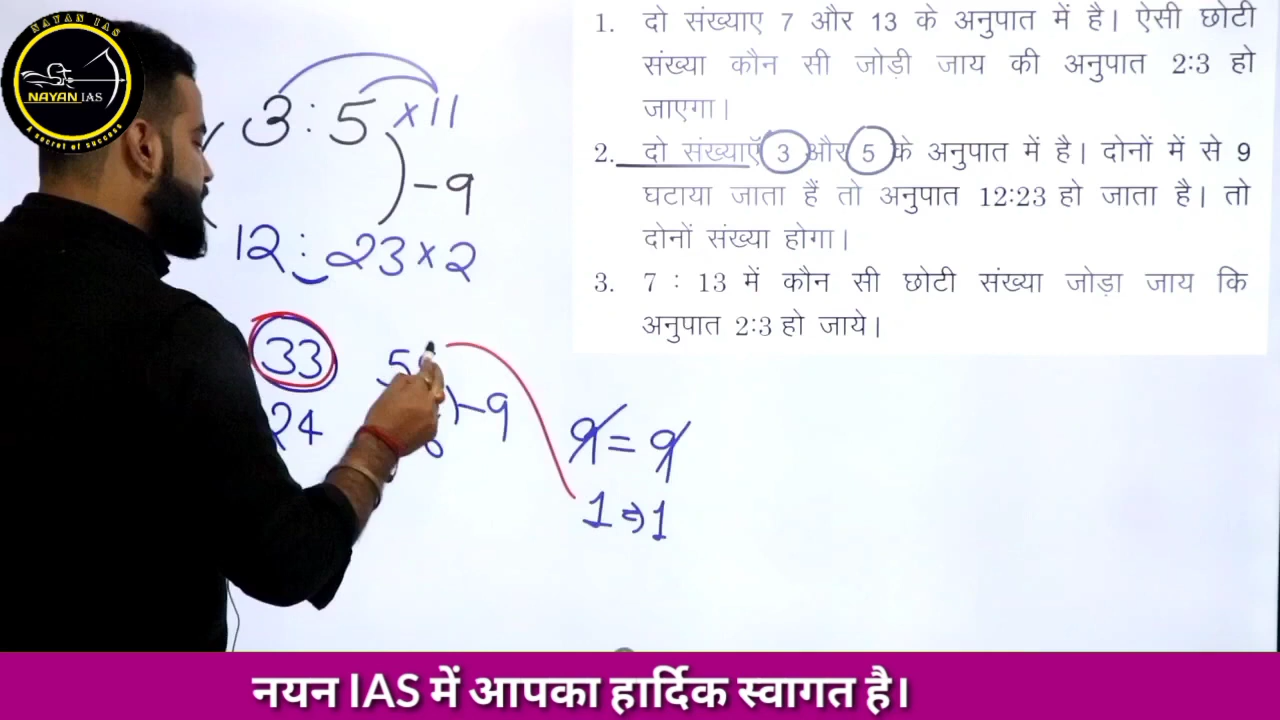 NAYAN IAS
NAYAN IAS
A secret of success
3 : 5 ×11
) -9
12 : 23 × 2
33
24
) -9
9 = 9
1 ⇒ 1
1. दो संख्याए 7 और 13 के अनुपात में है। ऐसी छोटी
संख्या कौन सी जोड़ी जाय की अनुपात 2:3 हो
जाएगा।
2. दो संख्याएॅ 3 और 5 के अनुपात में है। दोनों में से 9
घटाया जाता हैं तो अनुपात 12:23 हो जाता है। तो
दोनों संख्या होगा।
3. 7 : 13 में कौन सी छोटी संख्या जोड़ा जाय कि
अनुपात 2:3 हो जाये।
नयन IAS में आपका हार्दिक स्वागत है।